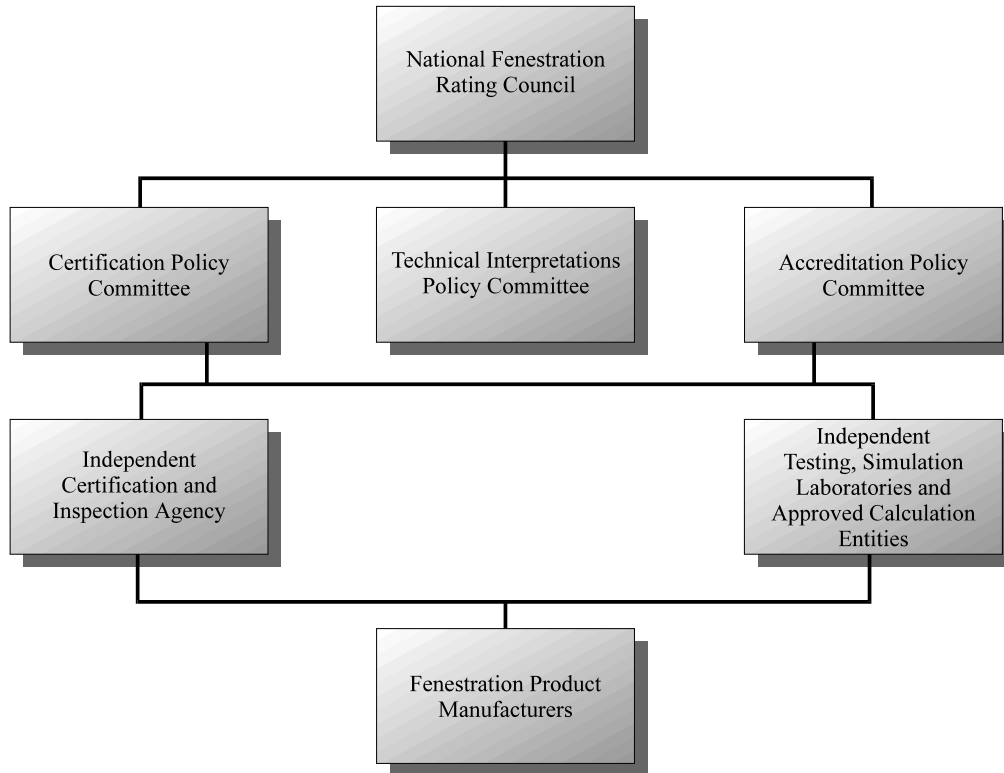 National Fenestration
Rating Council
Certification Policy
Committee
Technical Interpretations
Policy Committee
Accreditation Policy
Committee
Independent
Certification and
Inspection Agency
Independent
Testing, Simulation
Laboratories and
Approved Calculation
Entities
Fenestration Product
Manufacturers